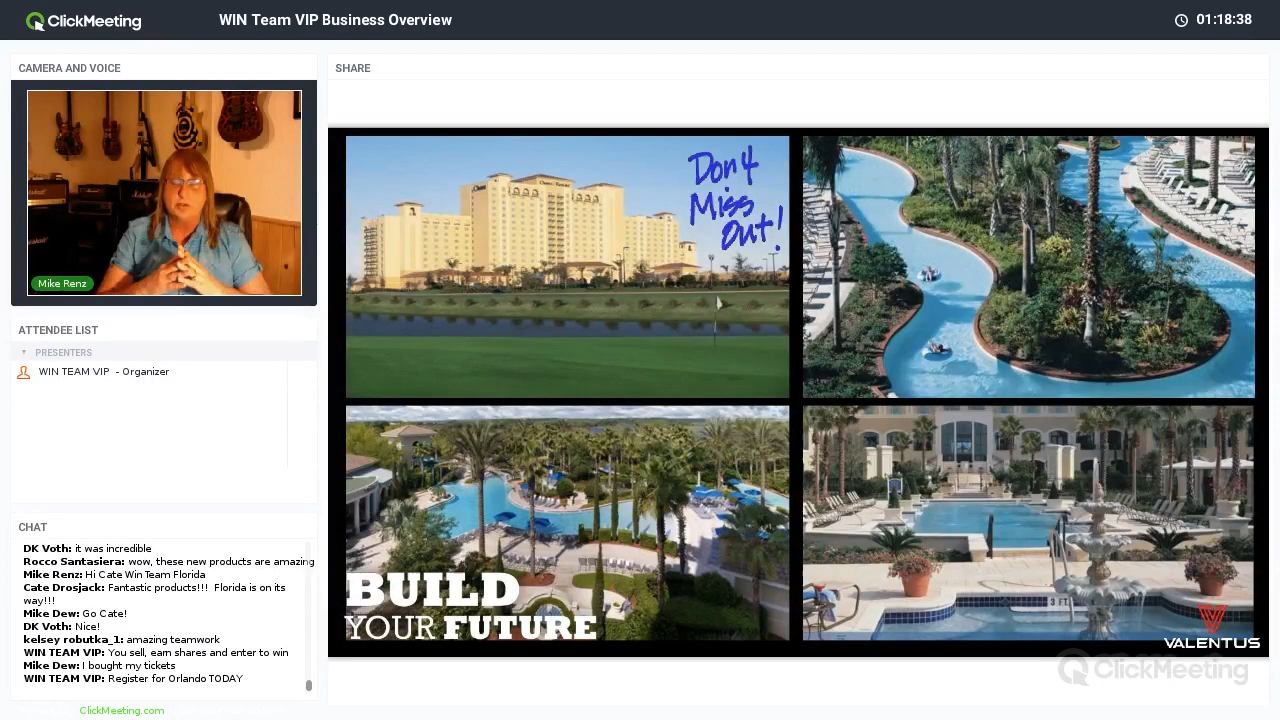 ClickMeeting
WIN Team VIP Business Overview
01:18:38
CAMERA AND VOICE
Mike Renz
ATTENDEE LIST
PRESENTERS
WIN TEAM VIP - Organizer
CHAT
DK Voth: it was incredible
Rocco Santasiera: wow, these new products are amazing
Mike Renz: Hi Cate Win Team Florida
Cate Drosjack: Fantastic products!!! Florida is on its
way!!!
Mike Dew: Go Cate!
DK Voth: Nice!
kelsey robutka_1: amazing teamwork
WIN TEAM VIP: You sell, earn shares and enter to win
Mike Dew: I bought my tickets
WIN TEAM VIP: Register for Orlando TODAY
ClickMeeting.com
SHARE
Don't
Miss
Out!
BUILD
YOUR FUTURE
3 FT
VALENTUS
ClickMeeting